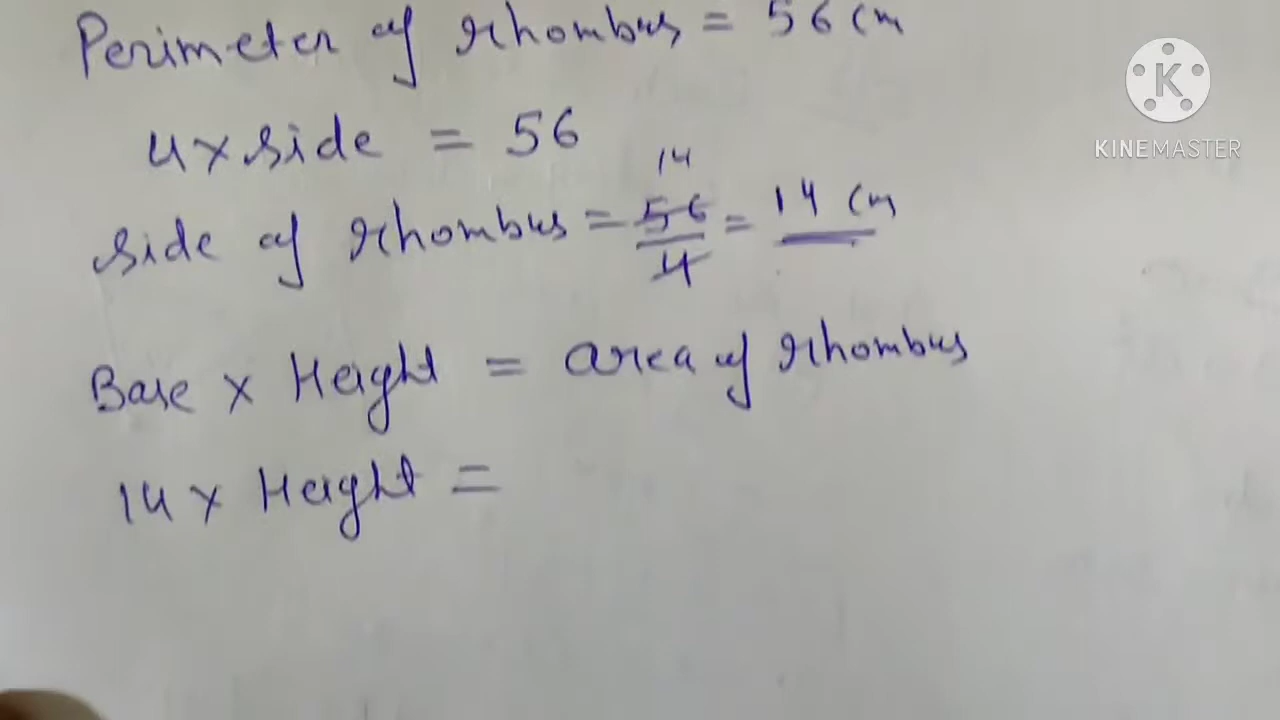 Perimeter of rhombus = 56 cm
K
KINEMASTER
4 x side = 56
14
side of rhombus = 56/4 = 14 cm
Base x Height = area of rhombus
14 x Height =